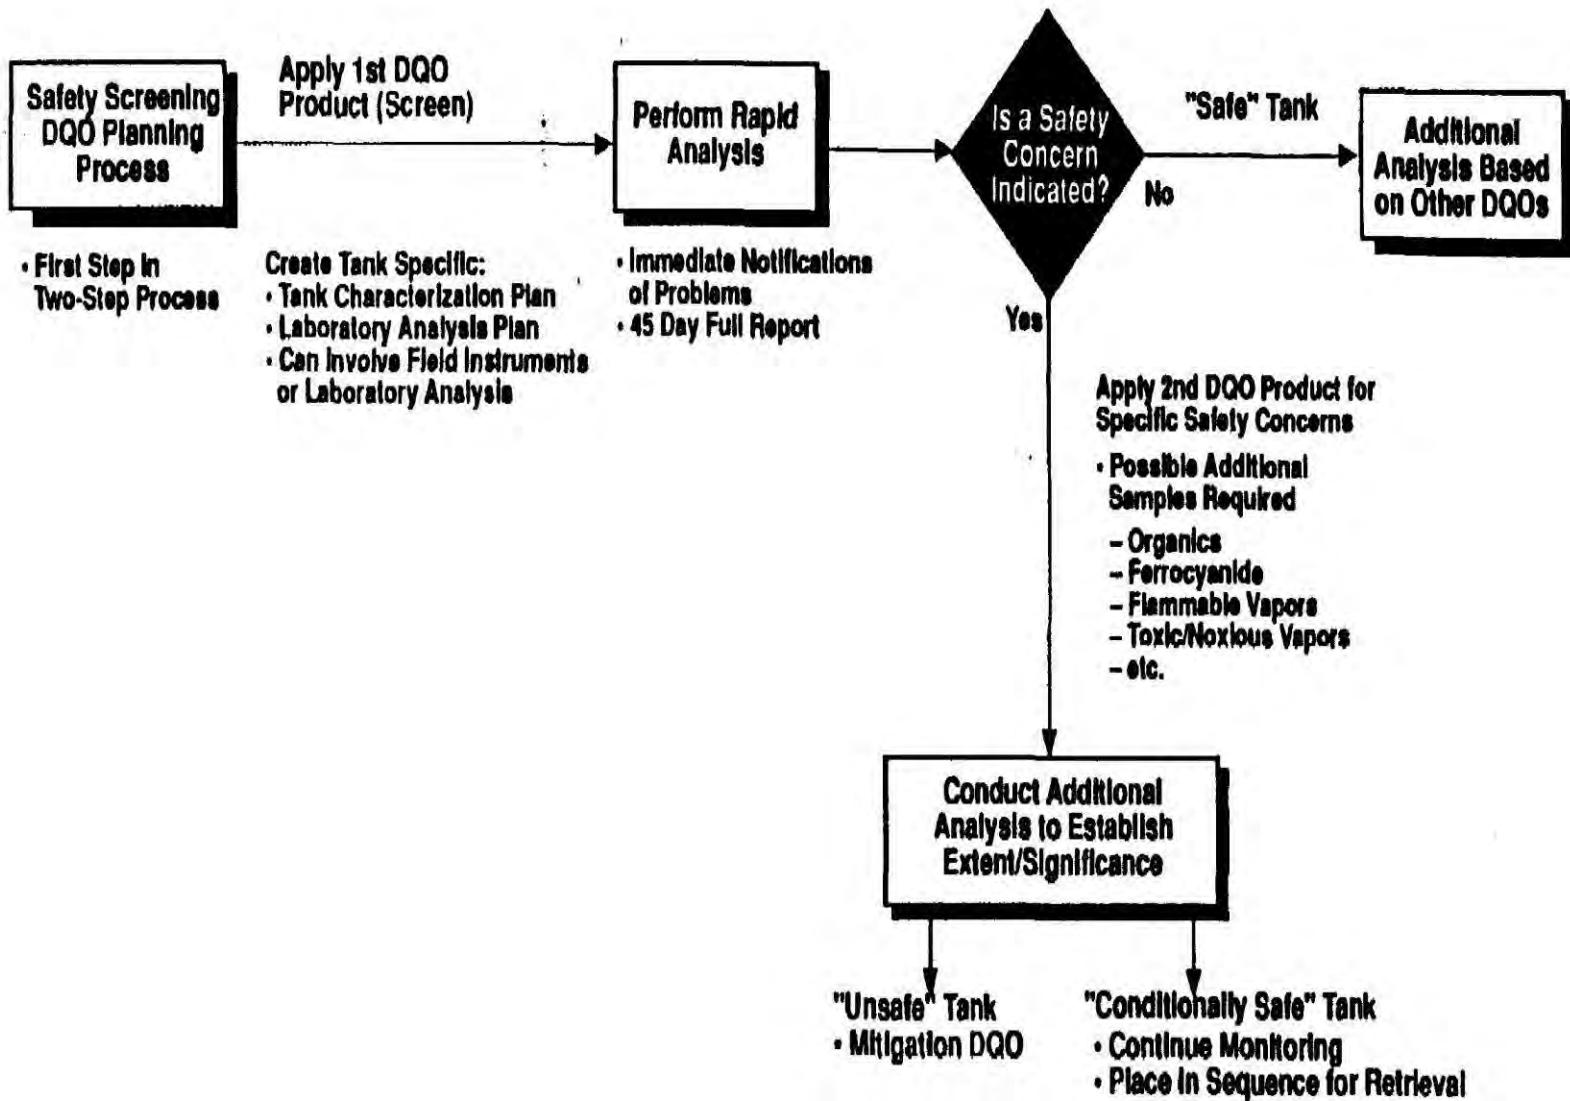 Safety Screening
DQO Planning
Process
• First Step in
Two-Step Process
Apply 1st DQO
Product (Screen)
Create Tank Specific:
• Tank Characterization Plan
• Laboratory Analysis Plan
• Can Involve Field Instruments
or Laboratory Analysis
Perform Rapid
Analysis
• Immediate Notifications
of Problems
• 45 Day Full Report
Is a Safety
Concern
Indicated?
"Safe" Tank
No
Additional
Analysis Based
on Other DQOs
Yes
Apply 2nd DQO Product for
Specific Safety Concerns
• Possible Additional
Samples Required
– Organics
– Ferrocyanide
– Flammable Vapors
– Toxic/Noxious Vapors
– etc.
Conduct Additional
Analysis to Establish
Extent/Significance
"Unsafe" Tank
• Mitigation DQO
"Conditionally Safe" Tank
• Continue Monitoring
• Place in Sequence for Retrieval